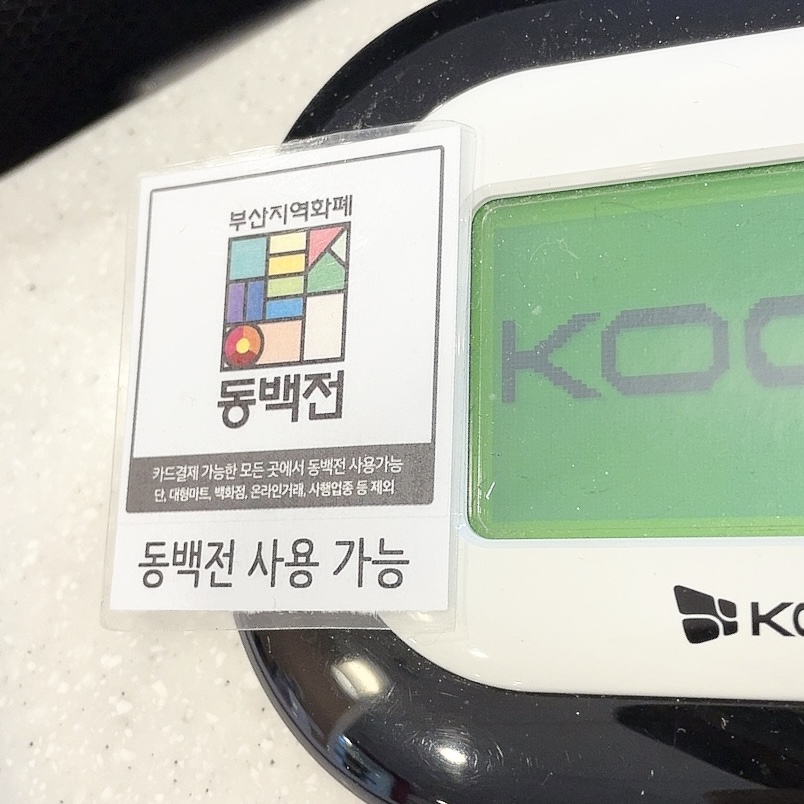 부산지역화폐
동백전
카드결제 가능한 모든 곳에서 동백전 사용가능
단, 대형마트, 백화점, 온라인거래, 사행업종 등 제외
동백전 사용 가능